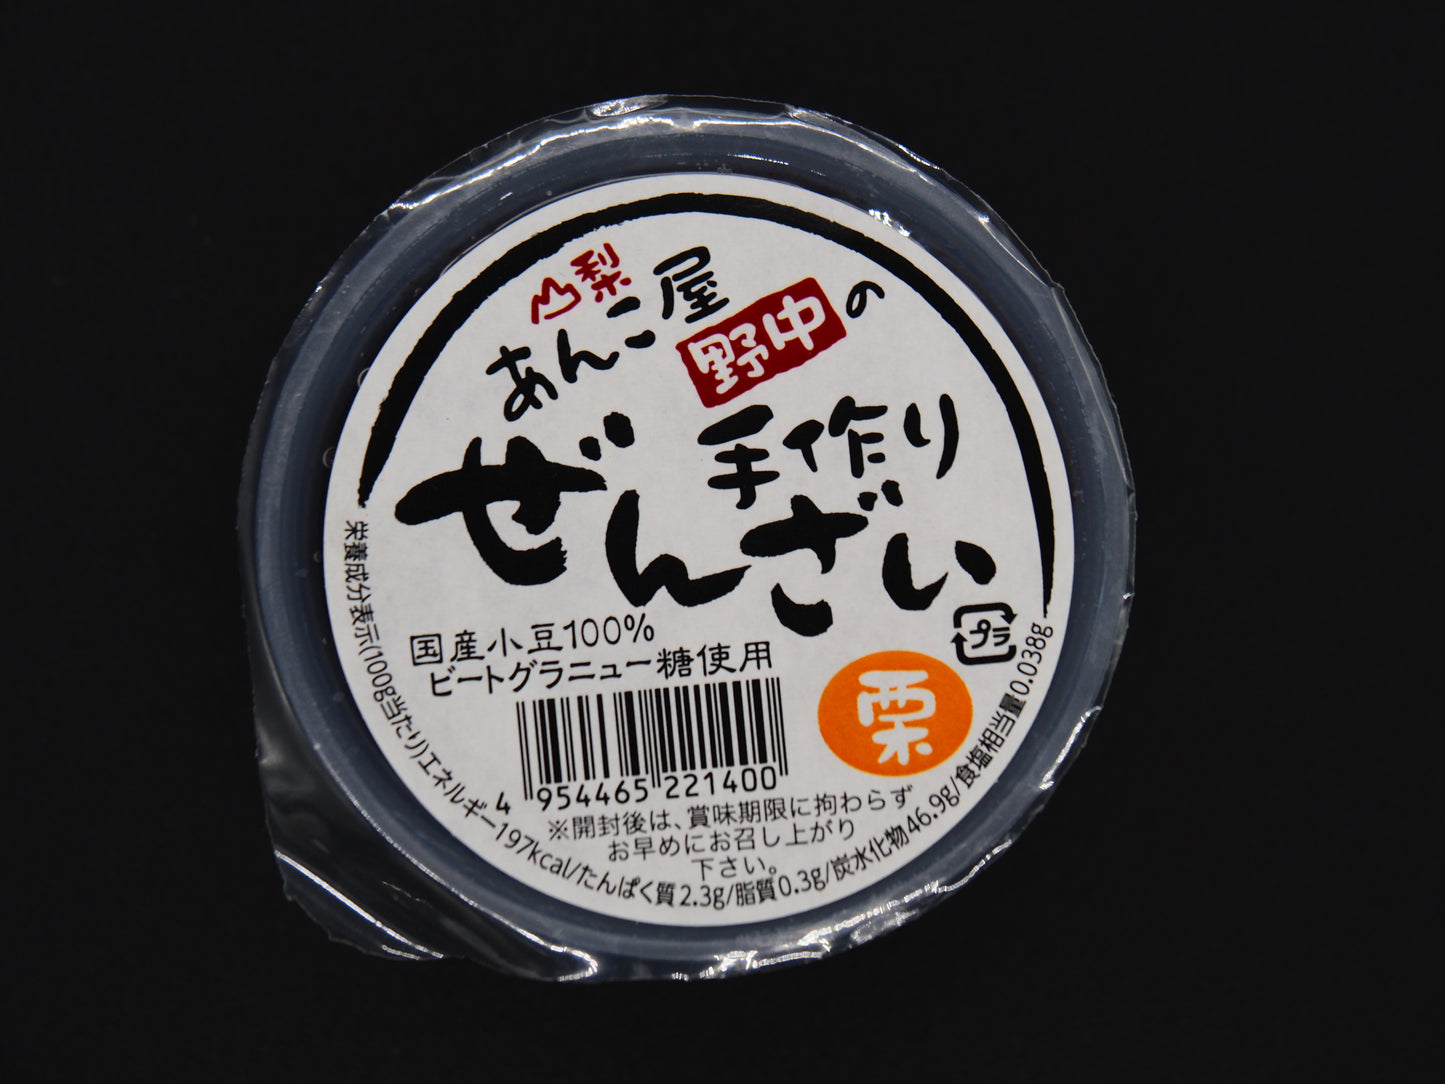 山梨
あんこ屋
野中の
手作り
ぜんざい
国産小豆100%
ビートグラニュー糖使用
プラ
栗
4 954465 221400
※開封後は、賞味期限に拘わらず
お早めにお召し上がり
下さい。
栄養成分表示(100g当たり)エネルギー197kcal/たんぱく質2.3g/脂質0.3g/炭水化物46.9g/食塩相当量0.038g